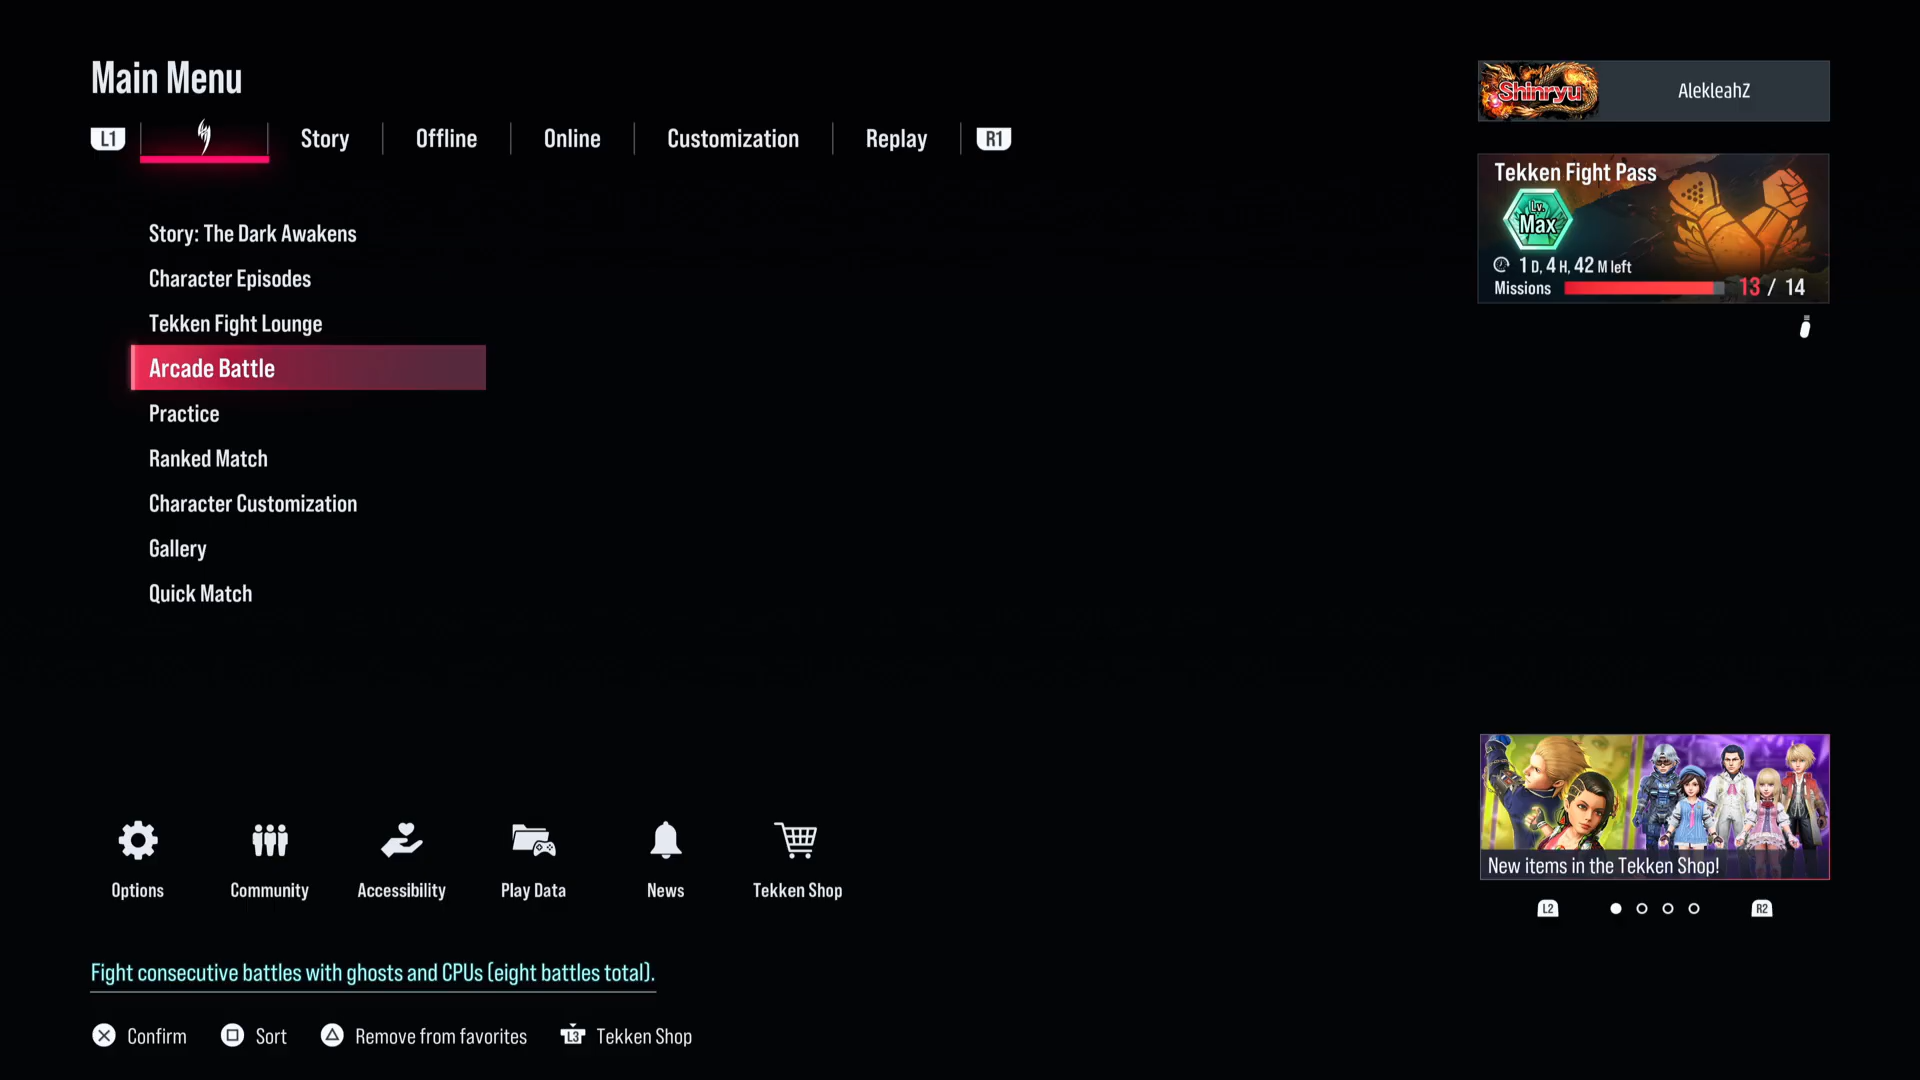 Main Menu
L1
Story
Offline
Online
Customization
Replay
R1
Shinryu
AlekleahZ
Tekken Fight Pass
Lv.
Max
1 D, 4 H, 42 M left
Missions 13 / 14
Story: The Dark Awakens
Character Episodes
Tekken Fight Lounge
Arcade Battle
Practice
Ranked Match
Character Customization
Gallery
Quick Match
New items in the Tekken Shop!
L2
R2
Options
Community
Accessibility
Play Data
News
Tekken Shop
Fight consecutive battles with ghosts and CPUs (eight battles total).
Confirm
Sort
Remove from favorites
L3
Tekken Shop